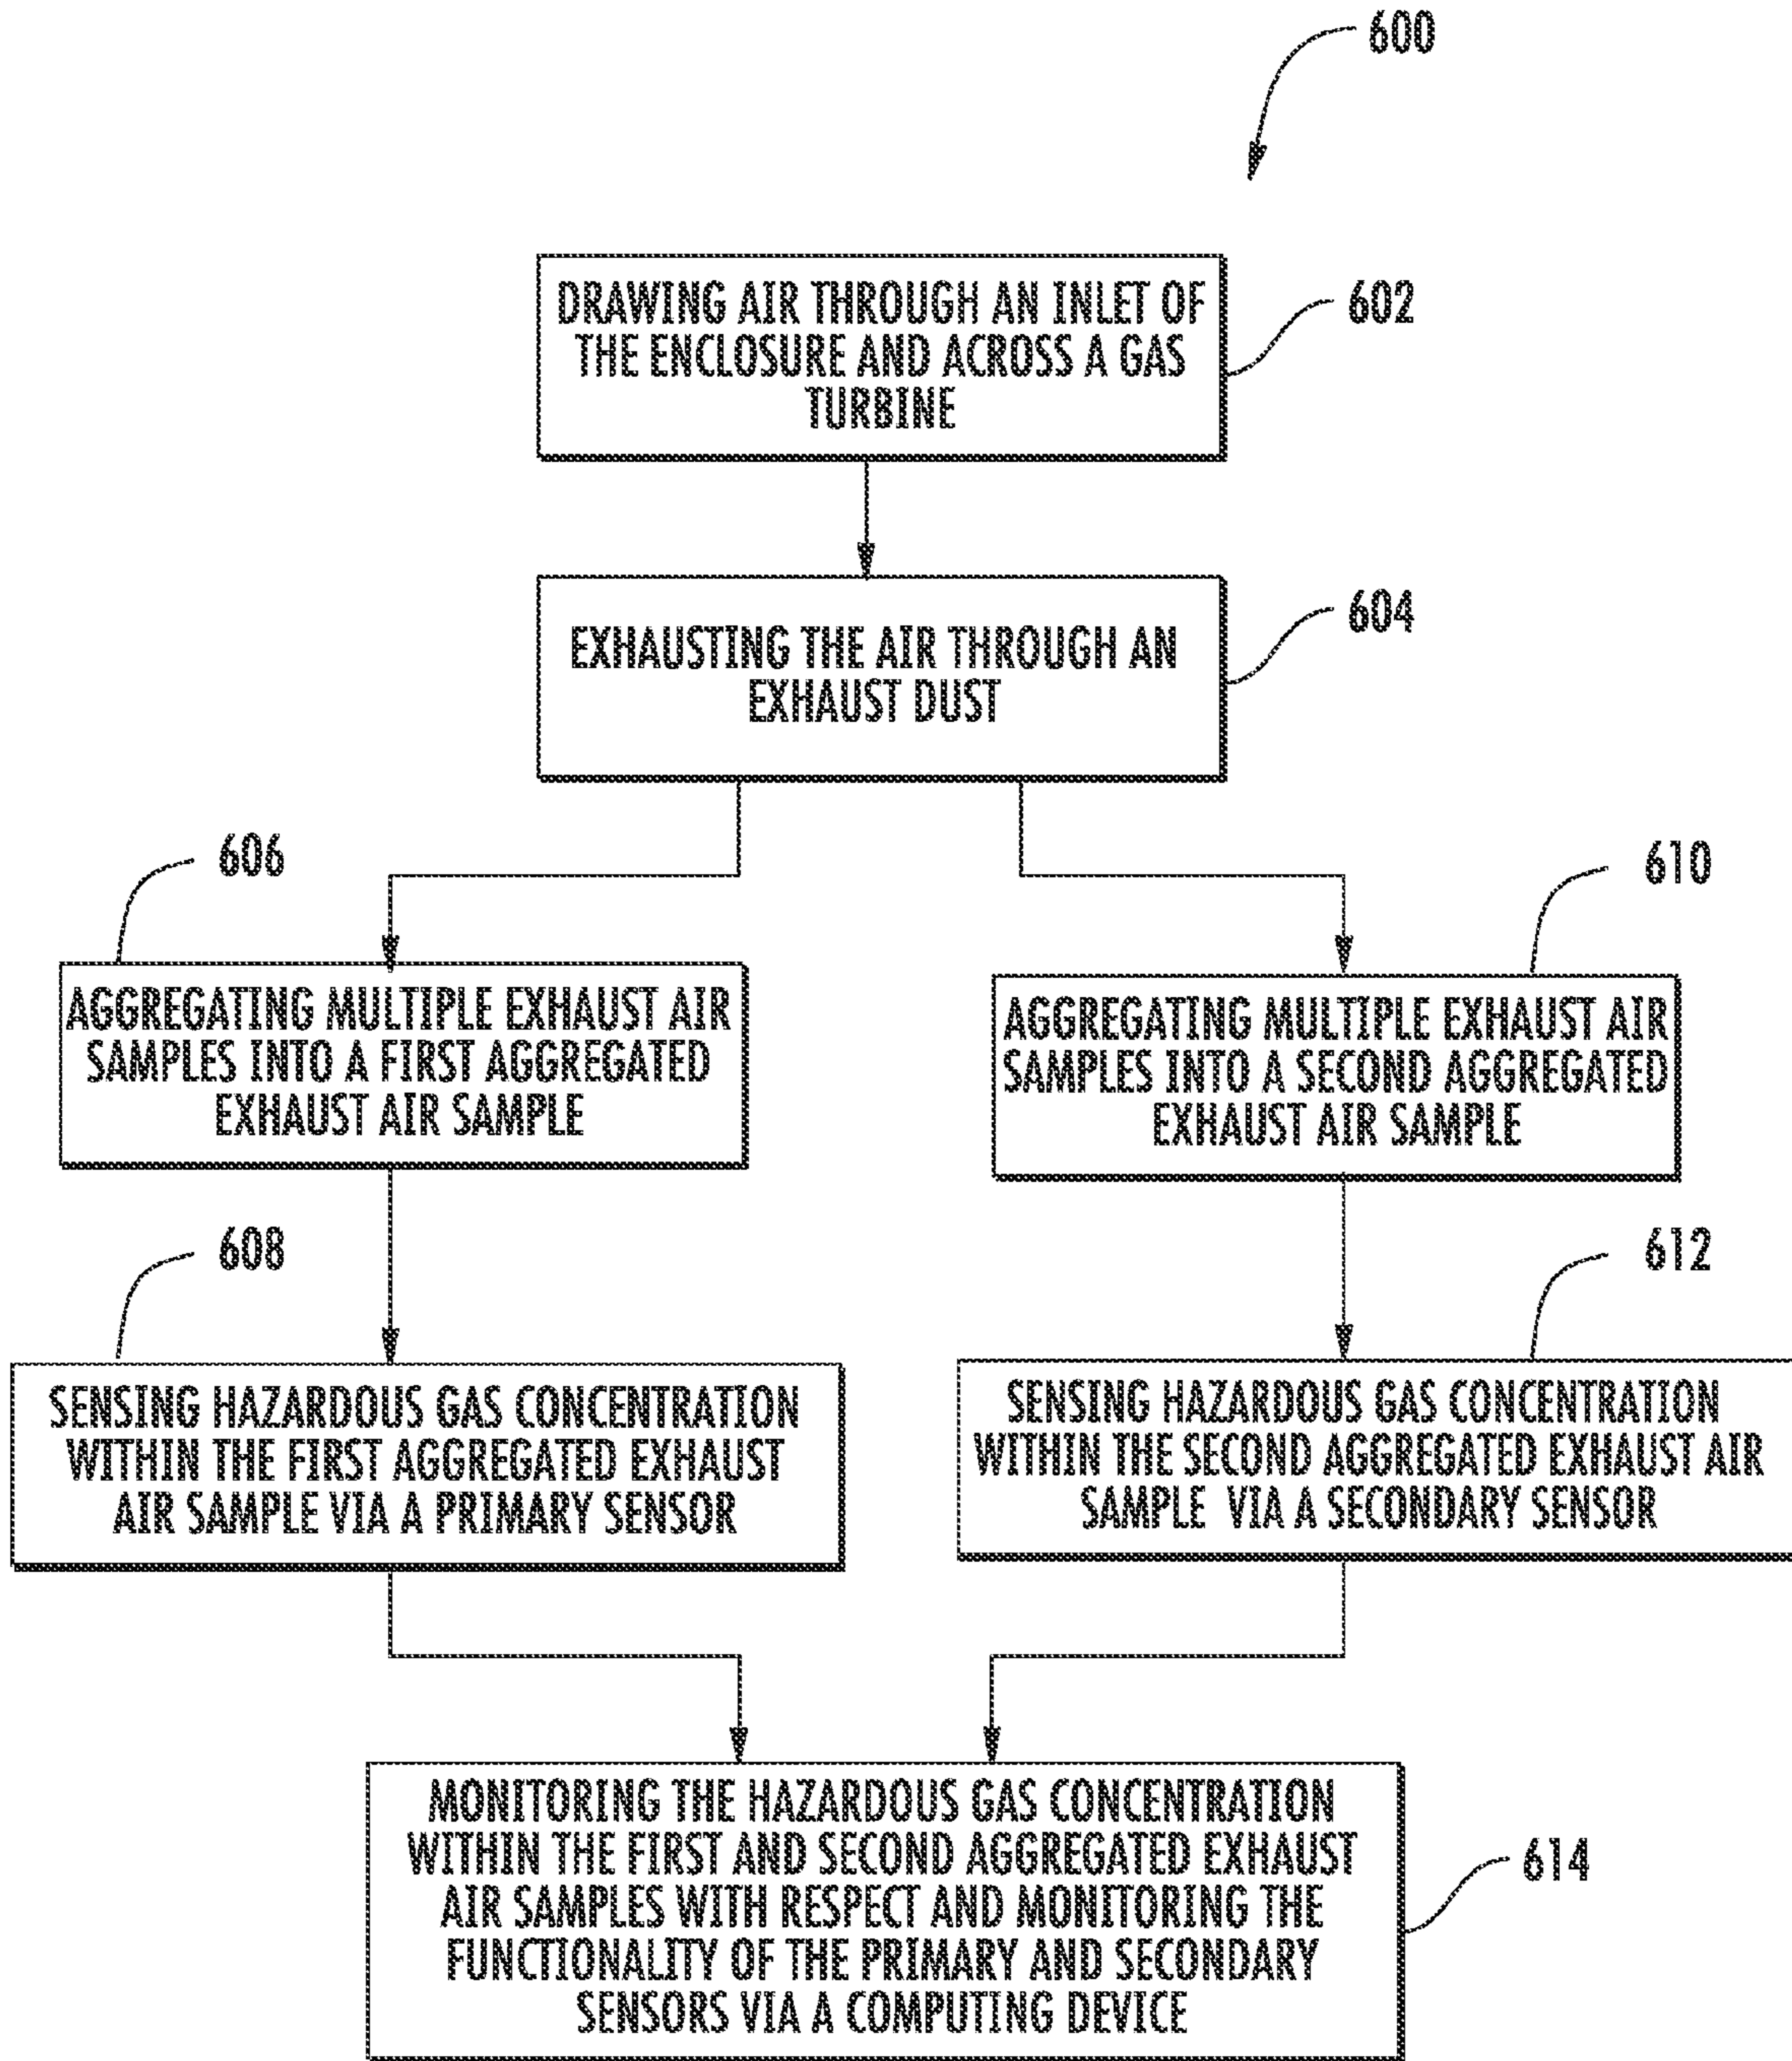 600
DRAWING AIR THROUGH AN INLET OF
THE ENCLOSURE AND ACROSS A GAS
TURBINE
602
EXHAUSTING THE AIR THROUGH AN
EXHAUST DUST
604
606
AGGREGATING MULTIPLE EXHAUST AIR
SAMPLES INTO A FIRST AGGREGATED
EXHAUST AIR SAMPLE
610
AGGREGATING MULTIPLE EXHAUST AIR
SAMPLES INTO A SECOND AGGREGATED
EXHAUST AIR SAMPLE
608
SENSING HAZARDOUS GAS CONCENTRATION
WITHIN THE FIRST AGGREGATED EXHAUST
AIR SAMPLE VIA A PRIMARY SENSOR
612
SENSING HAZARDOUS GAS CONCENTRATION
WITHIN THE SECOND AGGREGATED EXHAUST AIR
SAMPLE VIA A SECONDARY SENSOR
MONITORING THE HAZARDOUS GAS CONCENTRATION
WITHIN THE FIRST AND SECOND AGGREGATED EXHAUST
AIR SAMPLES WITH RESPECT AND MONITORING THE
FUNCTIONALITY OF THE PRIMARY AND SECONDARY
SENSORS VIA A COMPUTING DEVICE
614